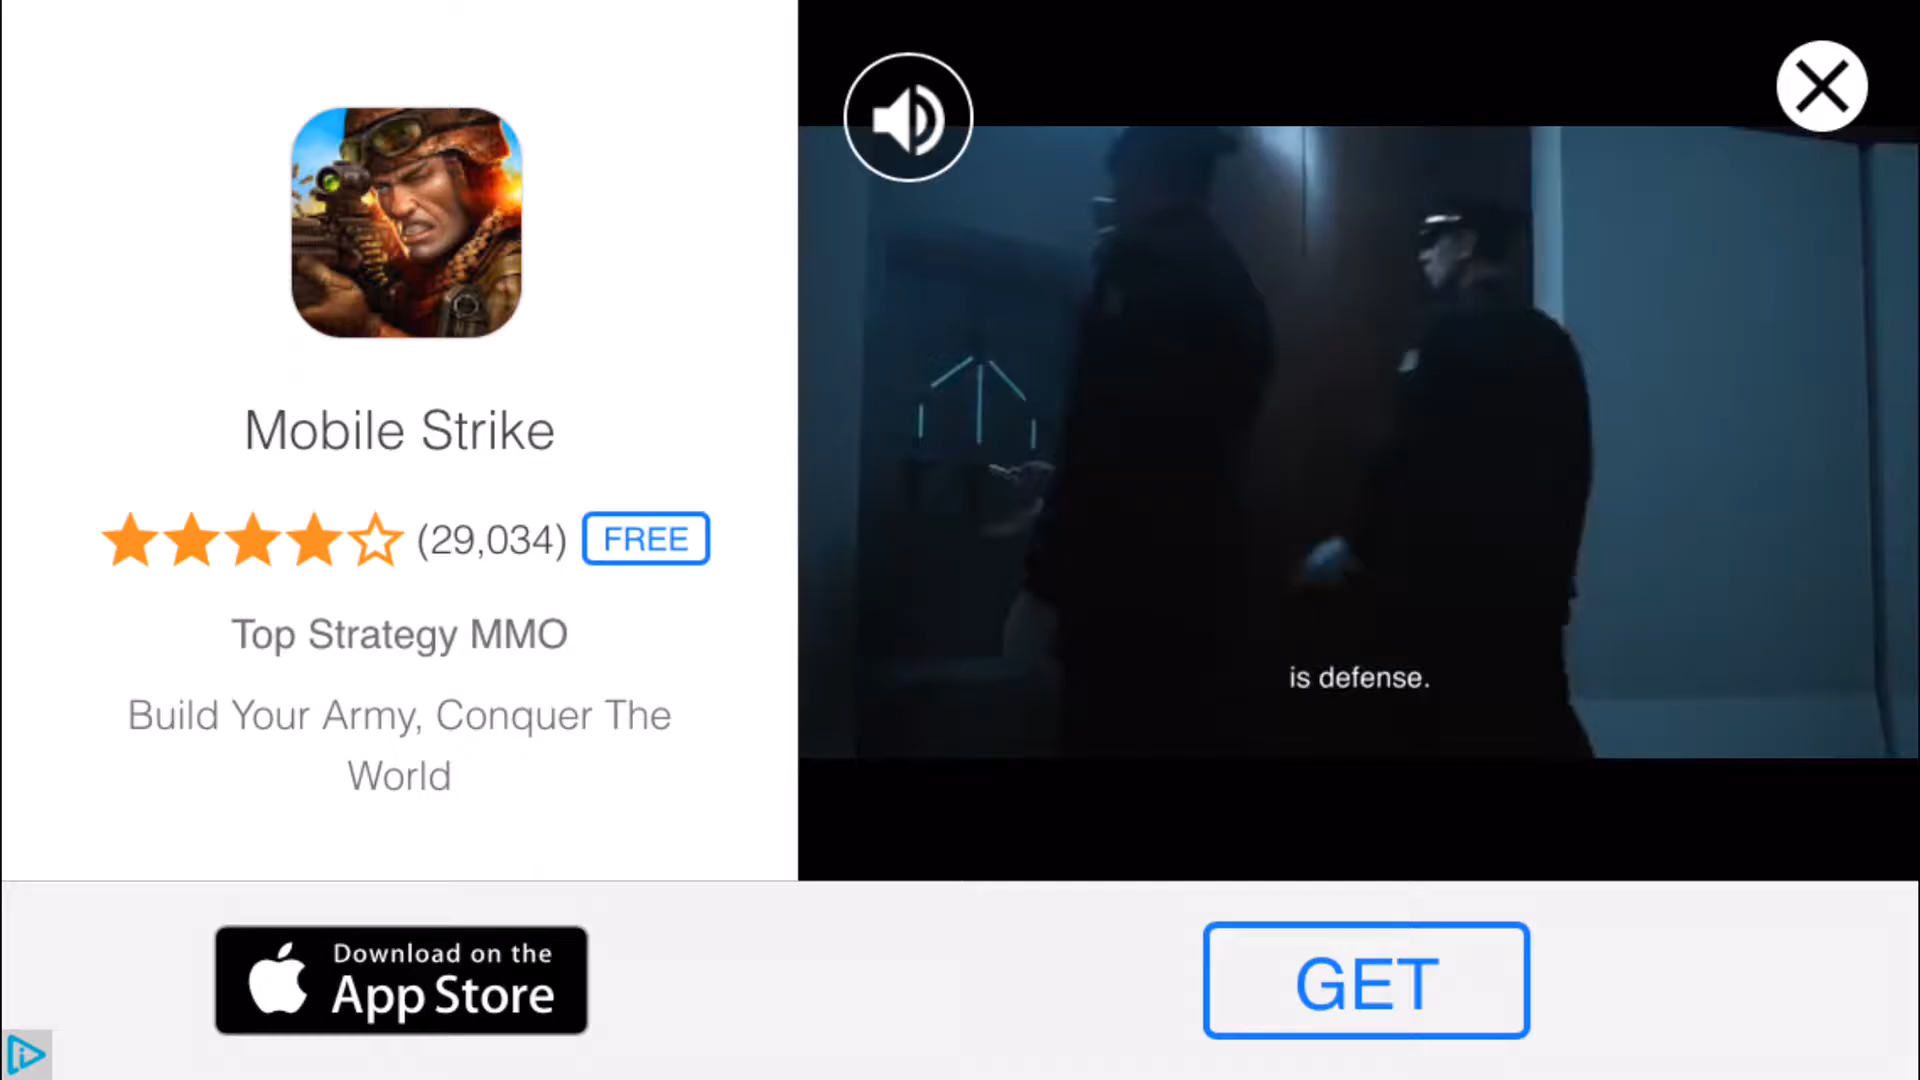 Mobile Strike
(29,034) FREE
Top Strategy MMO
Build Your Army, Conquer The
World
is defense.
Download on the
App Store
GET